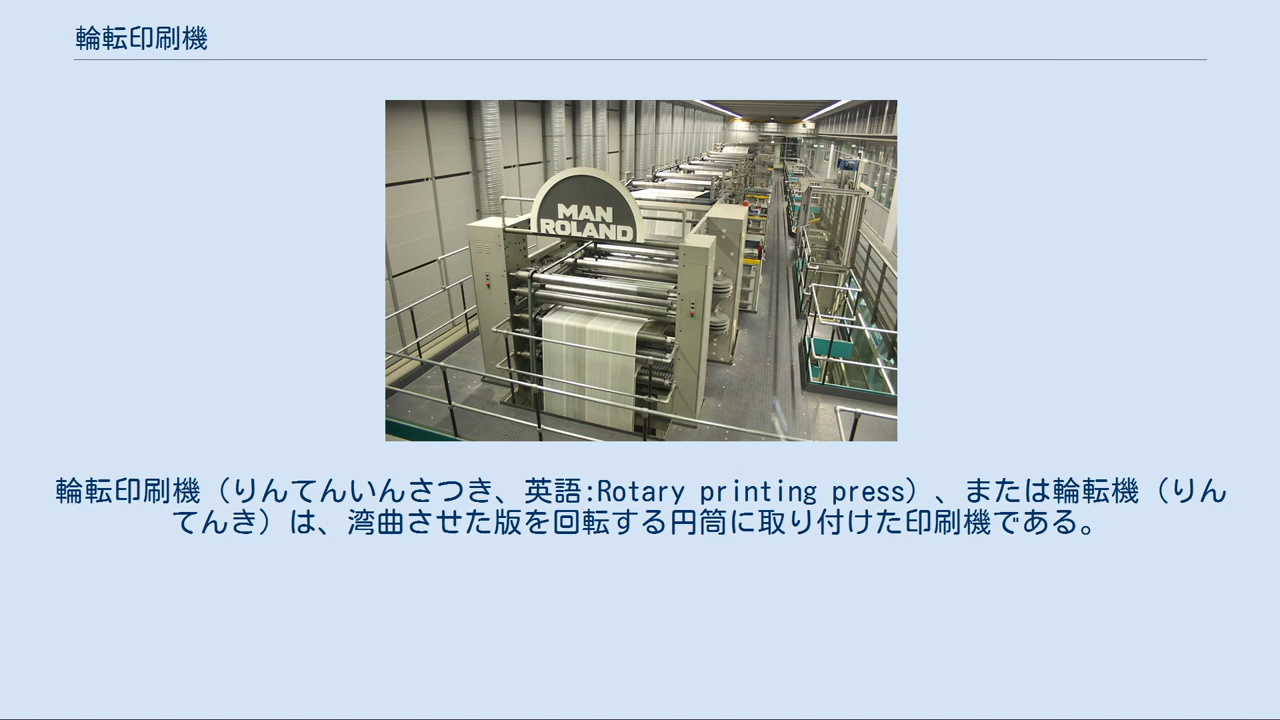 輪転印刷機
MAN
ROLAND
輪転印刷機（りんてんいんさつき、英語:Rotary printing press）、または輪転機（りん
てんき）は、湾曲させた版を回転する円筒に取り付けた印刷機である。